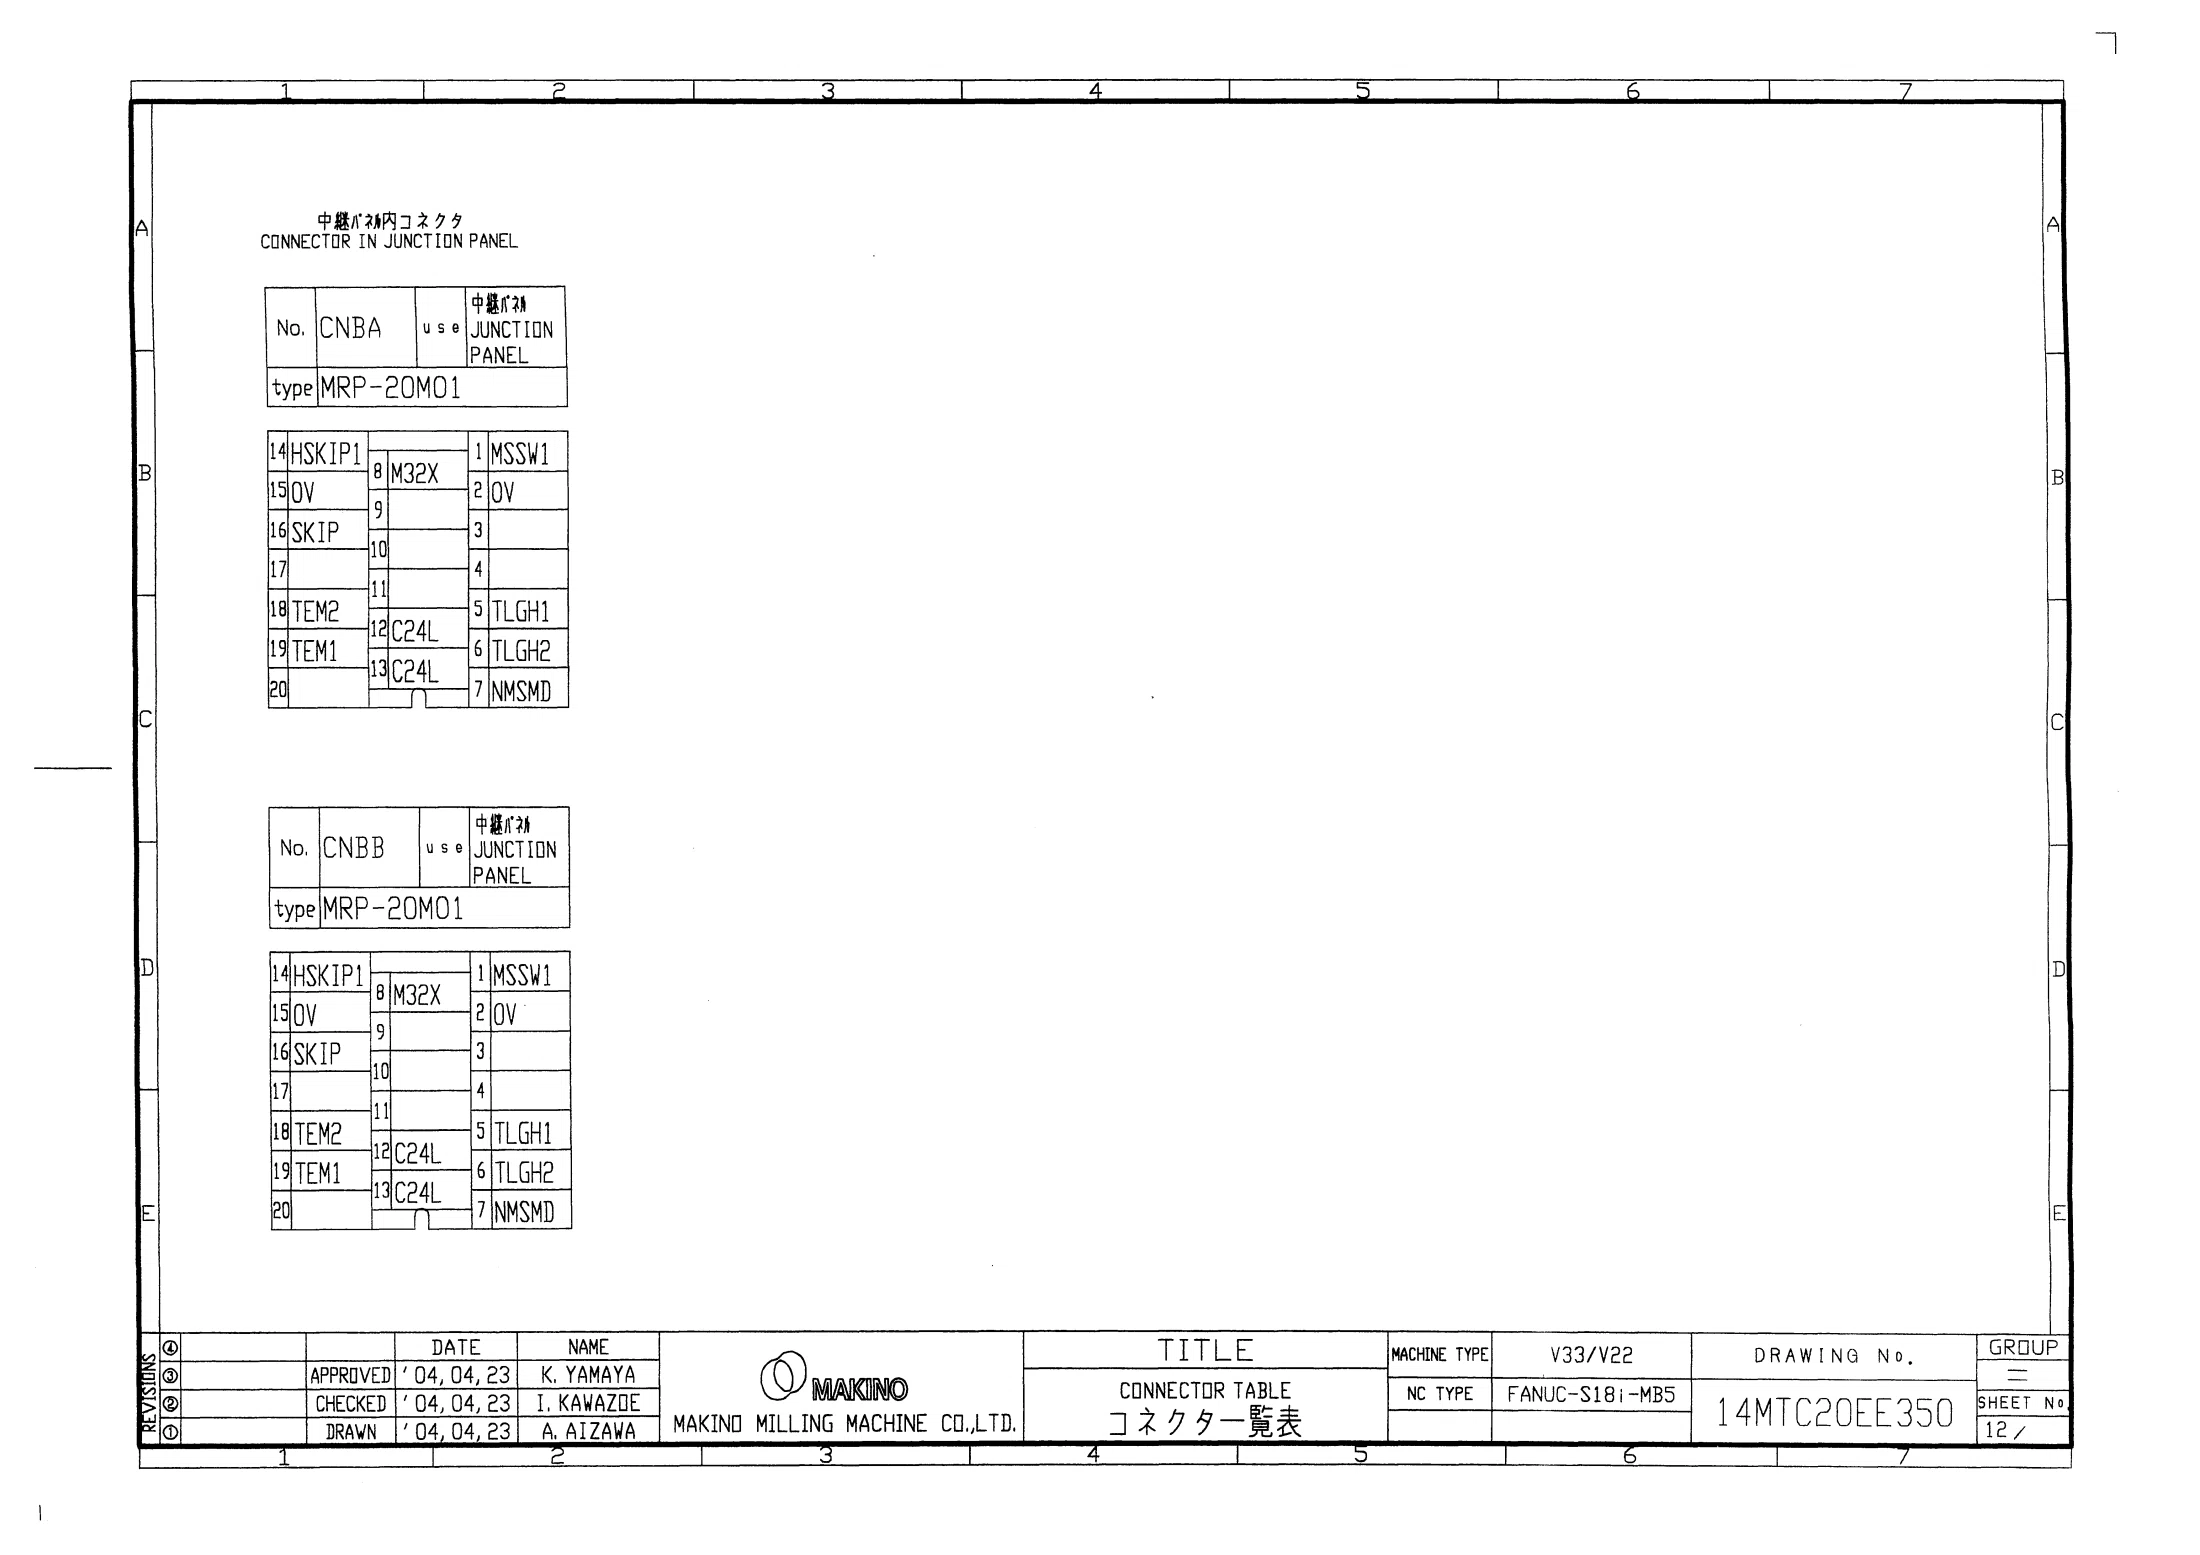 1 2 3 4 5 6 7
A A
中継パネル内コネクタ
CONNECTOR IN JUNCTION PANEL
No. CNBA use 中継パネル
JUNCTION
PANEL
type MRP-20M01
14 HSKIP1 1 MSSW1
8 M32X
15 0V 2 0V
9
16 SKIP 3
10
17 4
11
18 TEM2 5 TLGH1
12 C24L
19 TEM1 6 TLGH2
13 C24L
20 7 NMSMD
B B
C C
No. CNBB use 中継パネル
JUNCTION
PANEL
type MRP-20M01
14 HSKIP1 1 MSSW1
8 M32X
15 0V 2 0V
9
16 SKIP 3
10
17 4
11
18 TEM2 5 TLGH1
12 C24L
19 TEM1 6 TLGH2
13 C24L
20 7 NMSMD
D D
E E
REVISIONS
④ DATE NAME
③ APPROVED '04,04,23 K. YAMAYA
② CHECKED '04,04,23 I. KAWAZOE
① DRAWN '04,04,23 A. AIZAWA
MAKINO
MAKINO MILLING MACHINE CO.,LTD.
TITLE
CONNECTOR TABLE
コネクター覧表
MACHINE TYPE V33/V22
NC TYPE FANUC-S18i-MB5
DRAWING No.
14MTC20EE350
GROUP
=
SHEET No.
12/
1 2 3 4 5 6 7